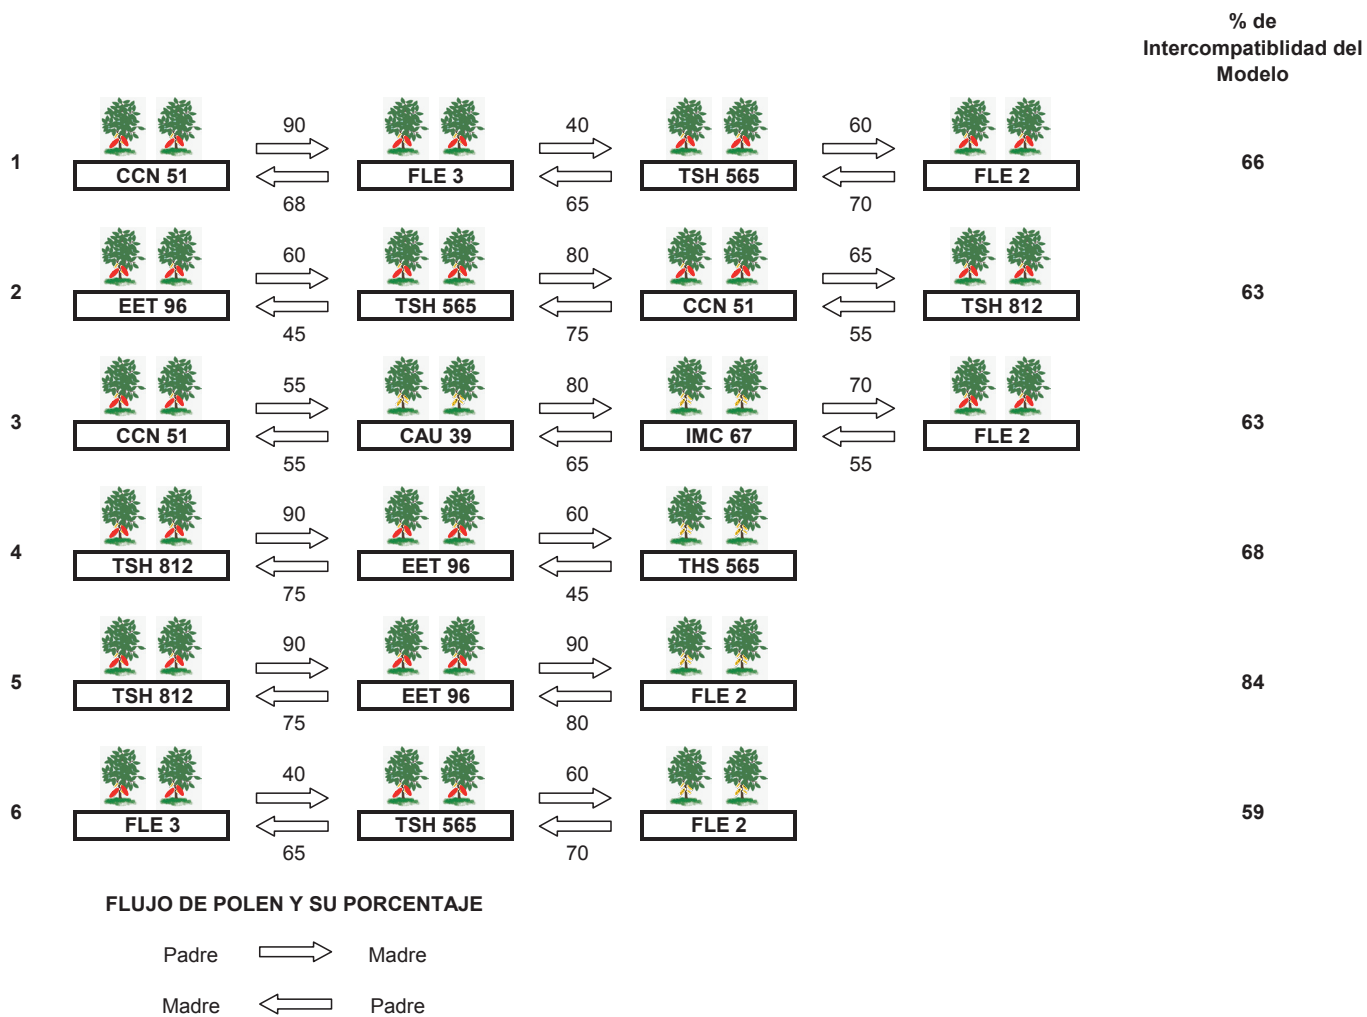 % de
Intercompatiblidad del
Modelo
90 40 60
1 CCN 51 FLE 3 TSH 565 FLE 2 66
68 65 70
60 80 65
2 EET 96 TSH 565 CCN 51 TSH 812 63
45 75 55
55 80 70
3 CCN 51 CAU 39 IMC 67 FLE 2 63
55 65 55
90 60
4 TSH 812 EET 96 THS 565 68
75 45
90 90
5 TSH 812 EET 96 FLE 2 84
75 80
40 60
6 FLE 3 TSH 565 FLE 2 59
65 70
FLUJO DE POLEN Y SU PORCENTAJE
Padre Madre
Madre Padre